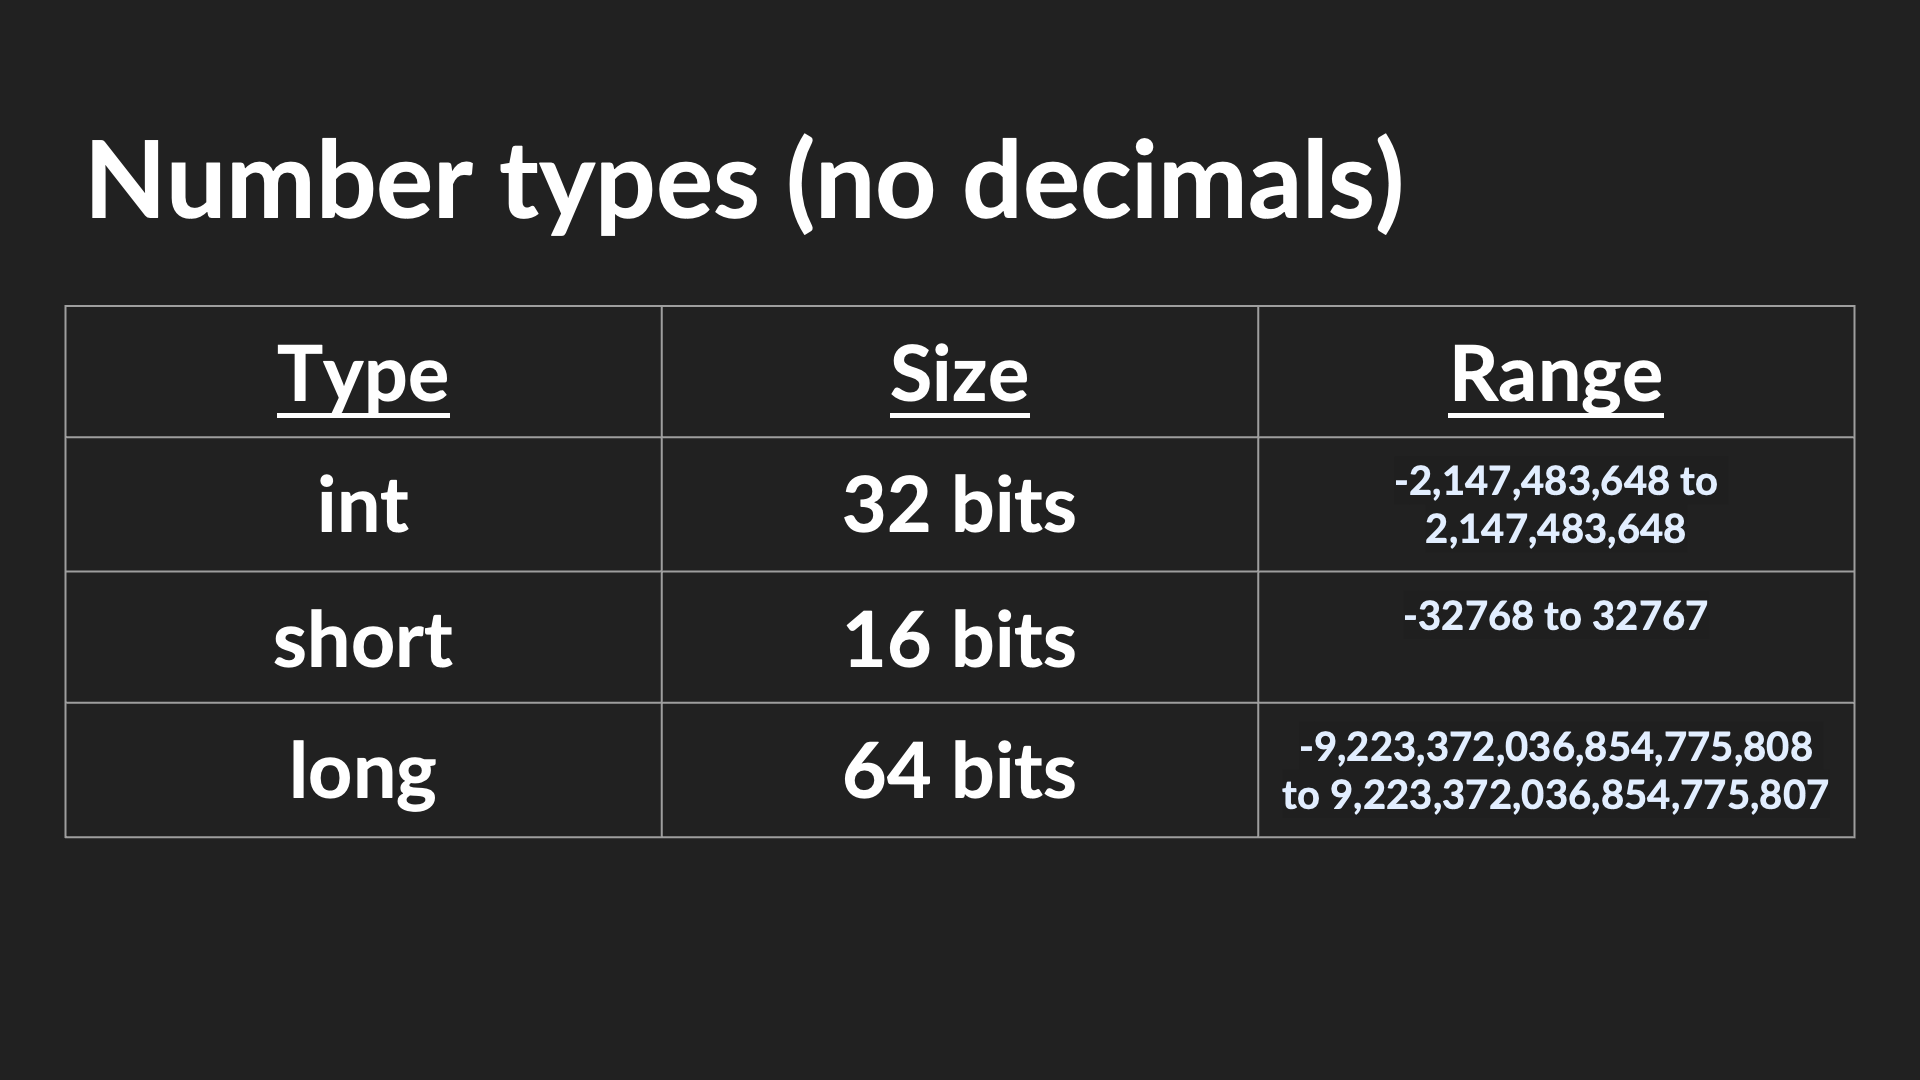 Number types (no decimals)
Type Size Range
int 32 bits -2,147,483,648 to
2,147,483,648
short 16 bits -32768 to 32767
long 64 bits -9,223,372,036,854,775,808
to 9,223,372,036,854,775,807